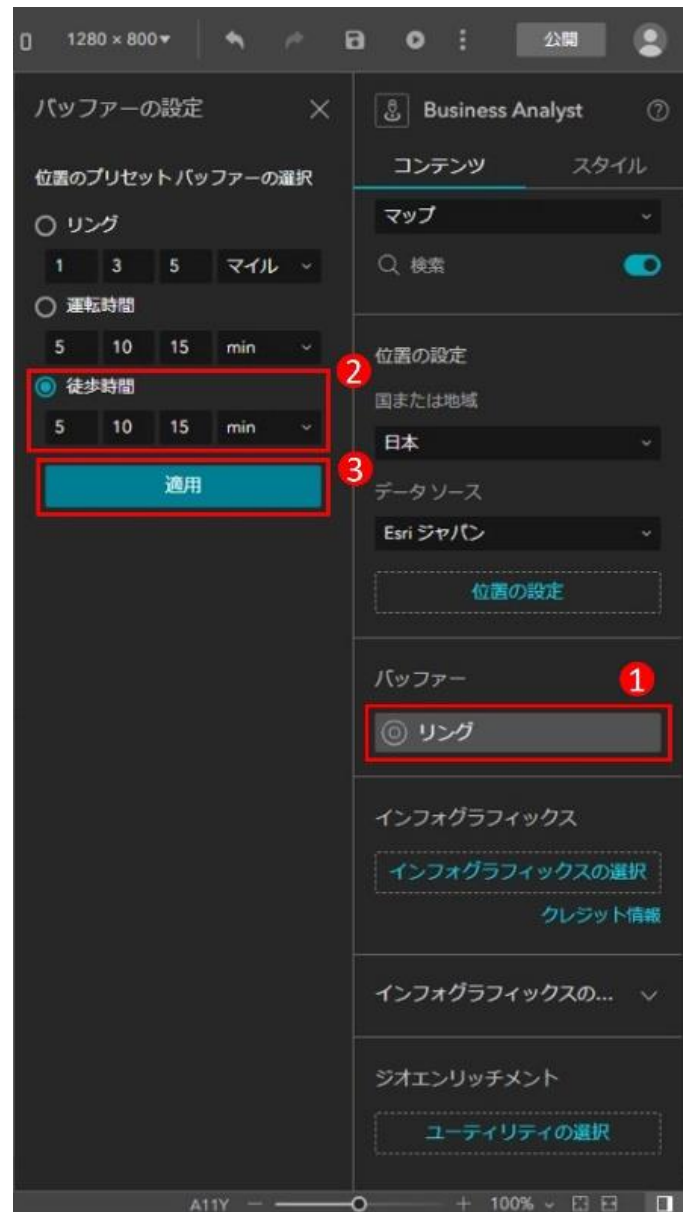 1280 × 800
公開
バッファーの設定
位置のプリセット バッファーの選択
リング
1 3 5 マイル
運転時間
5 10 15 min
2
徒歩時間
5 10 15 min
3
適用
Business Analyst
コンテンツ スタイル
マップ
検索
位置の設定
国または地域
日本
データ ソース
Esri ジャパン
位置の設定
バッファー
1
リング
インフォグラフィックス
インフォグラフィックスの選択
クレジット情報
インフォグラフィックスの...
ジオエンリッチメント
ユーティリティの選択
A11Y
100%